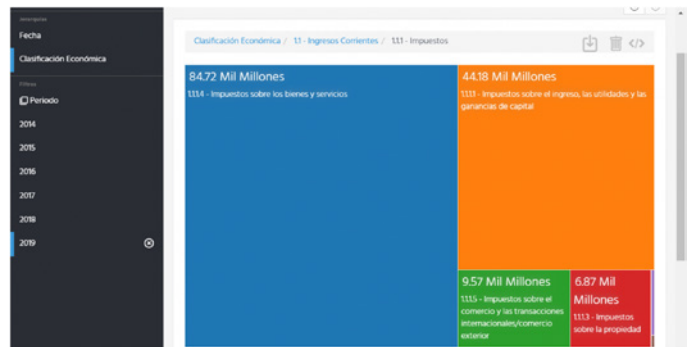 Jerarquías
Fecha
Clasificación Económica
Filtros
Periodo
2014
2015
2016
2017
2018
2019
Clasificación Económica / 1.1 - Ingresos Corrientes / 1.1.1 - Impuestos
84.72 Mil Millones
1.1.1.4 - Impuestos sobre los bienes y servicios
44.18 Mil Millones
1.1.1.1 - Impuestos sobre el ingreso, las utilidades y las
ganancias de capital
9.57 Mil Millones
1.1.1.5 - Impuestos sobre el
comercio y las transacciones
internacionales/comercio
exterior
6.87 Mil
Millones
1.1.1.3 - Impuestos
sobre la propiedad